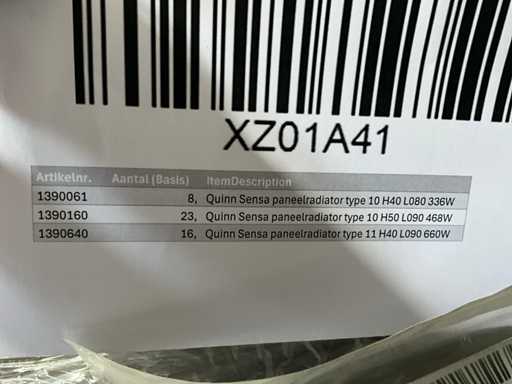 XZ01A41
Artikelnr. Aantal (Basis) ItemDescription
1390061 8, Quinn Sensa paneelradiator type 10 H40 L080 336W
1390160 23, Quinn Sensa paneelradiator type 10 H50 L090 468W
1390640 16, Quinn Sensa paneelradiator type 11 H40 L090 660W